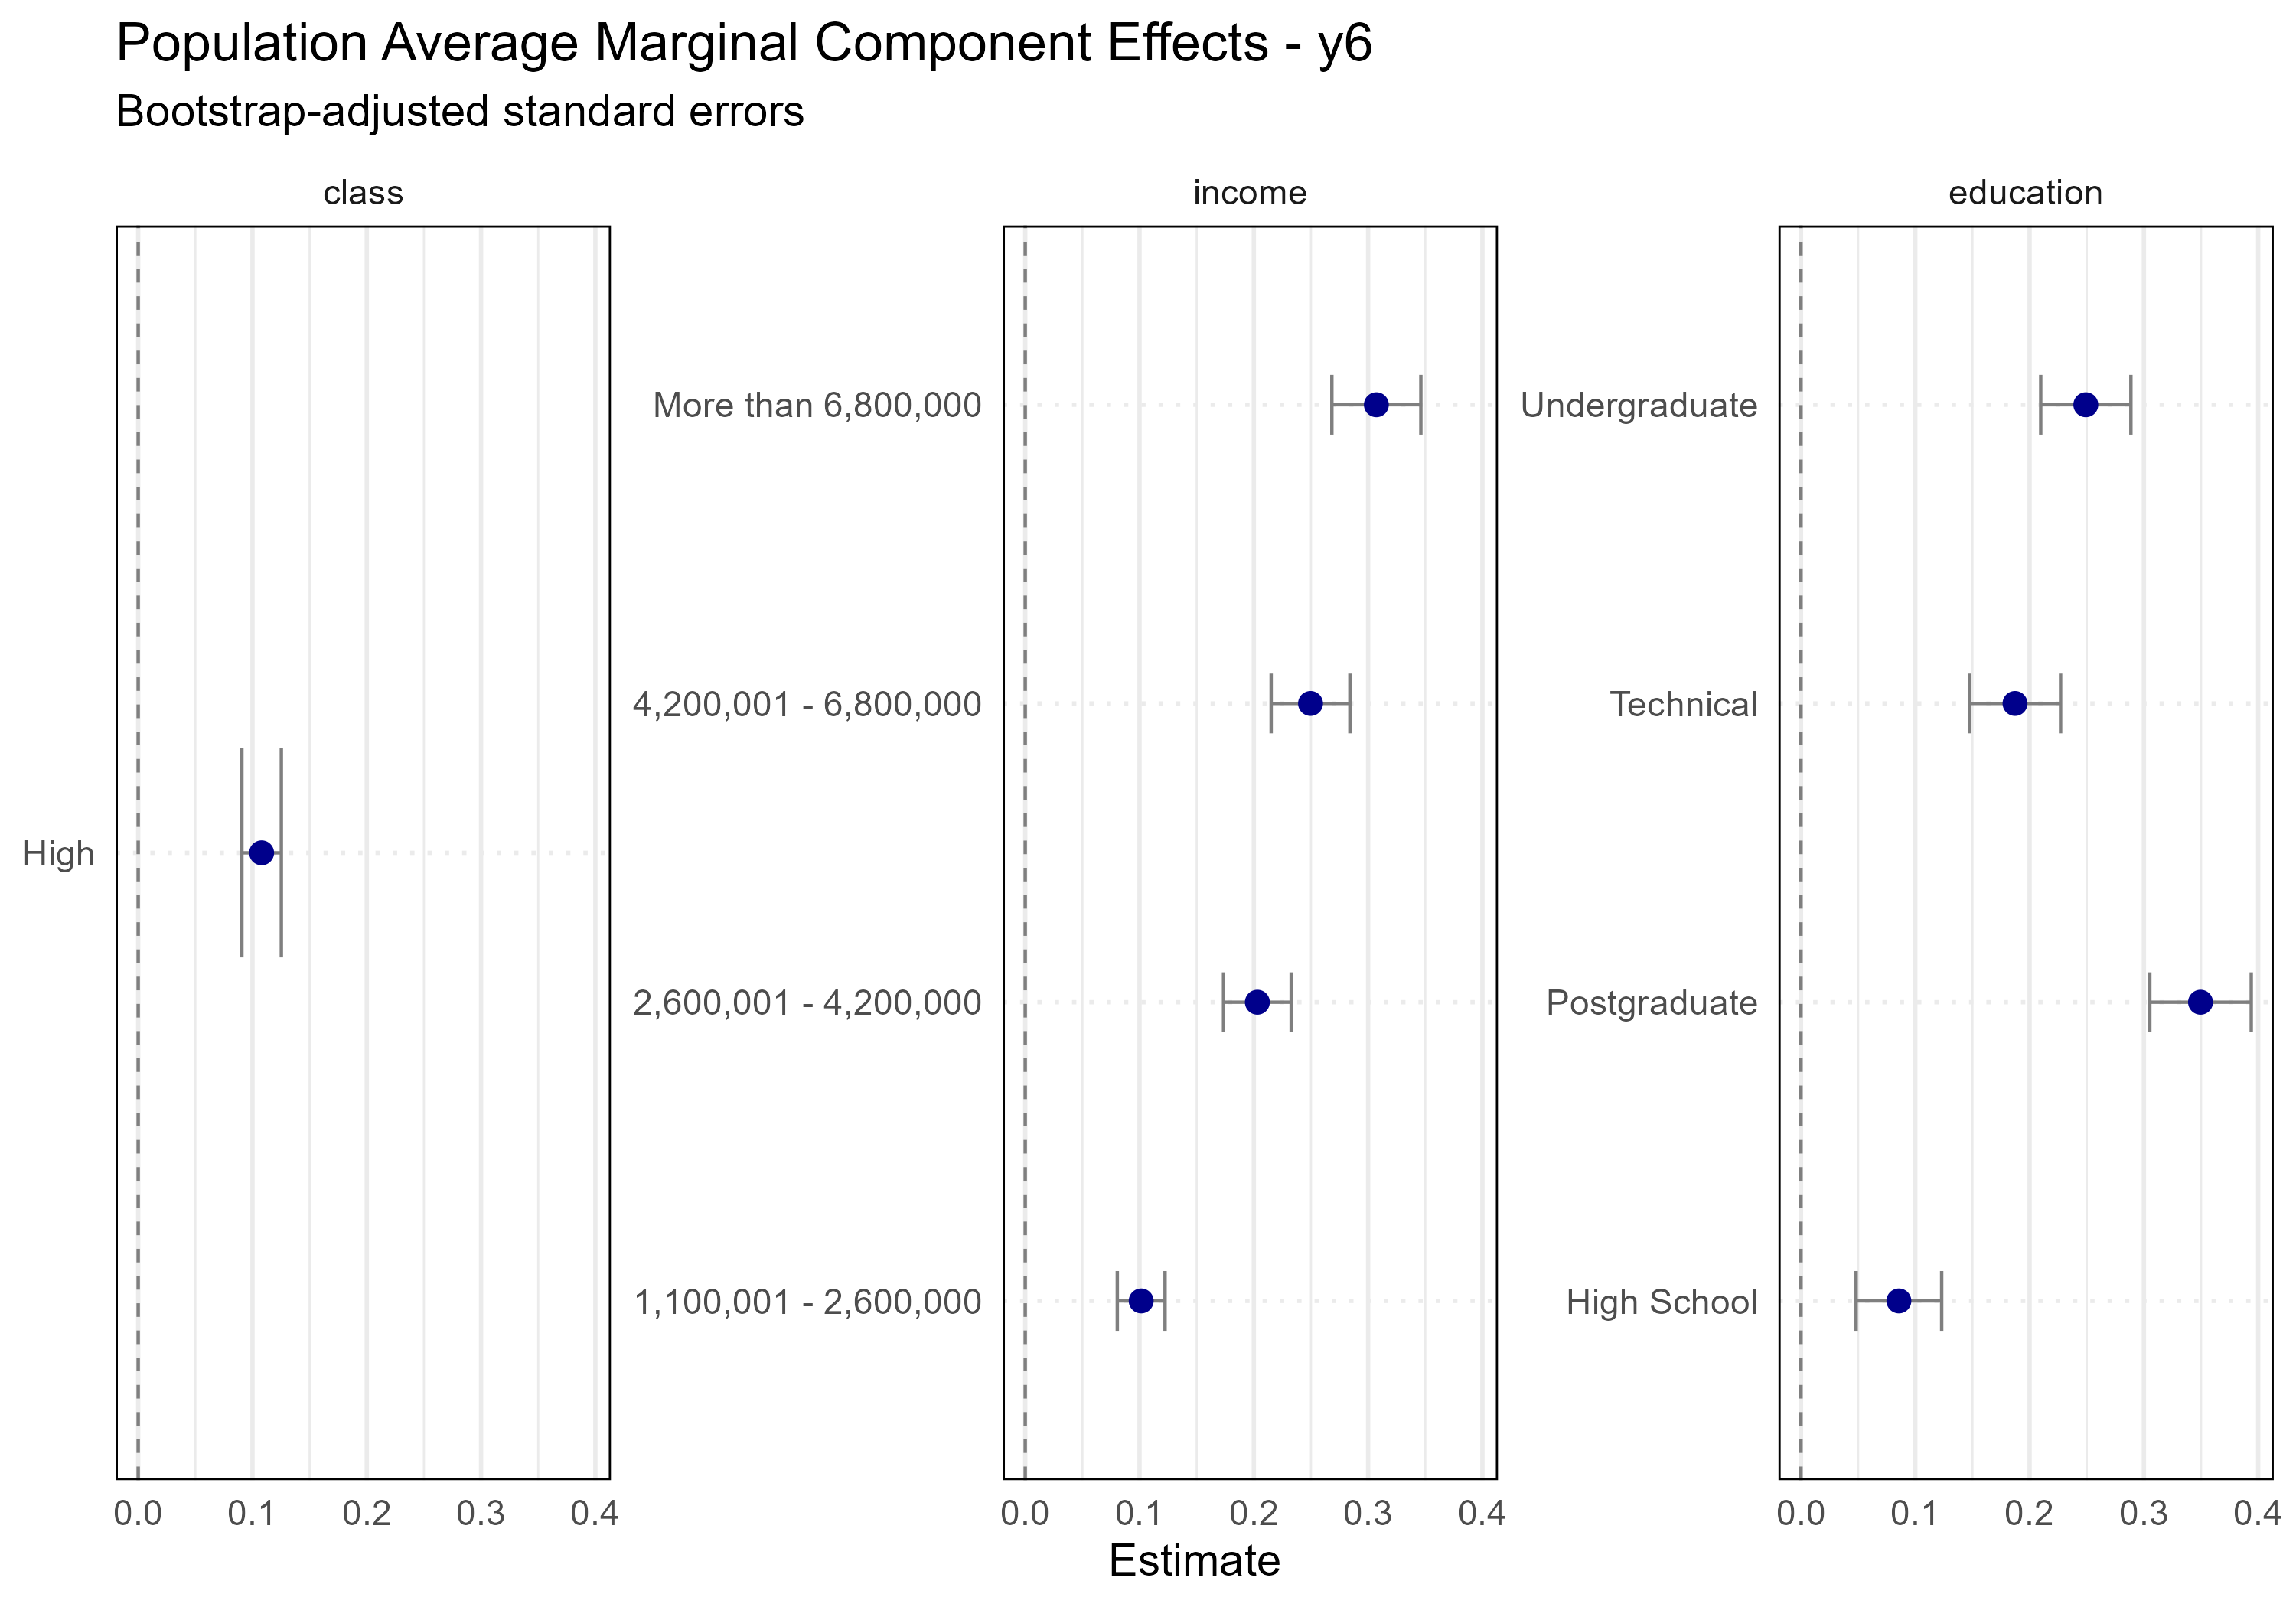 Population Average Marginal Component Effects - y6
Bootstrap-adjusted standard errors
class
income
education
High
More than 6,800,000
4,200,001 - 6,800,000
2,600,001 - 4,200,000
1,100,001 - 2,600,000
Undergraduate
Technical
Postgraduate
High School
0.0 0.1 0.2 0.3 0.4
0.0 0.1 0.2 0.3 0.4
0.0 0.1 0.2 0.3 0.4
Estimate